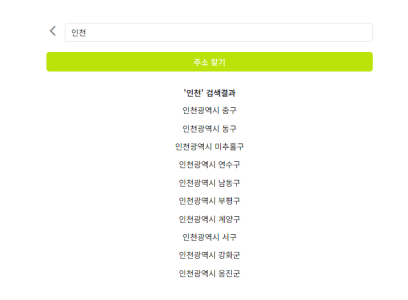 인천
주소 찾기
'인천' 검색결과
인천광역시 중구
인천광역시 동구
인천광역시 미추홀구
인천광역시 연수구
인천광역시 남동구
인천광역시 부평구
인천광역시 계양구
인천광역시 서구
인천광역시 강화군
인천광역시 옹진군